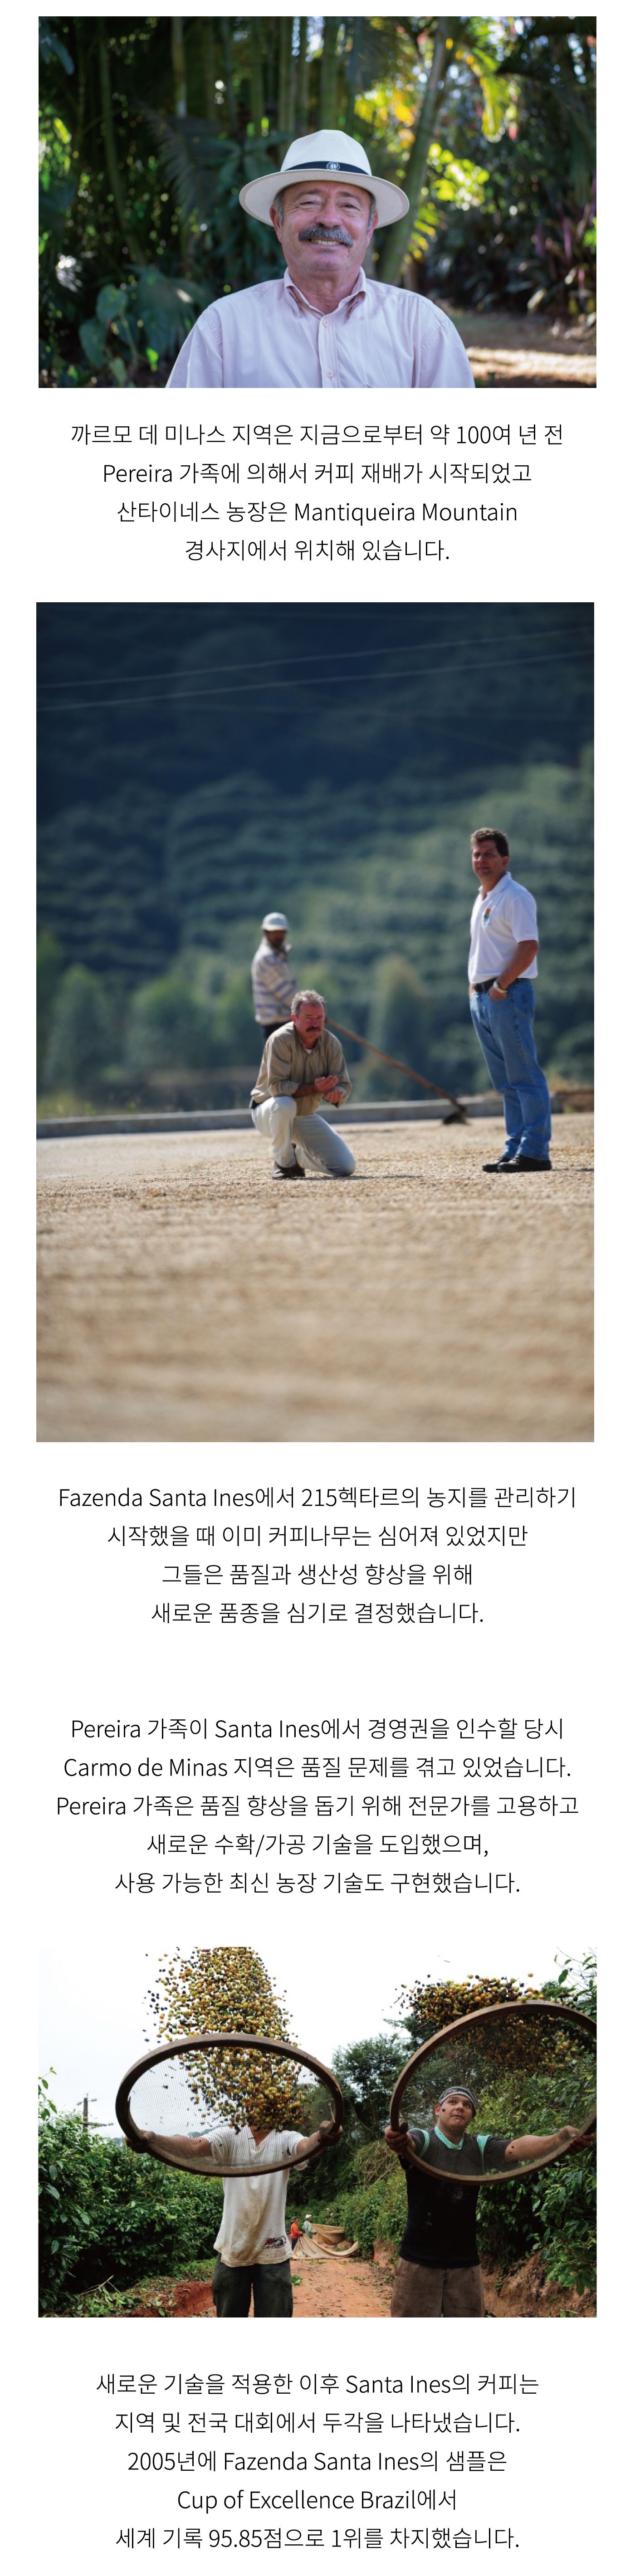 까르모 데 미나스 지역은 지금으로부터 약 100여 년 전
Pereira 가족에 의해서 커피 재배가 시작되었고
산타이네스 농장은 Mantiqueira Mountain
경사지에서 위치해 있습니다.
Fazenda Santa Ines에서 215헥타르의 농지를 관리하기
시작했을 때 이미 커피나무는 심어져 있었지만
그들은 품질과 생산성 향상을 위해
새로운 품종을 심기로 결정했습니다.
Pereira 가족이 Santa Ines에서 경영권을 인수할 당시
Carmo de Minas 지역은 품질 문제를 겪고 있었습니다.
Pereira 가족은 품질 향상을 돕기 위해 전문가를 고용하고
새로운 수확/가공 기술을 도입했으며,
사용 가능한 최신 농장 기술도 구현했습니다.
새로운 기술을 적용한 이후 Santa Ines의 커피는
지역 및 전국 대회에서 두각을 나타냈습니다.
2005년에 Fazenda Santa Ines의 샘플은
Cup of Excellence Brazil에서
세계 기록 95.85점으로 1위를 차지했습니다.